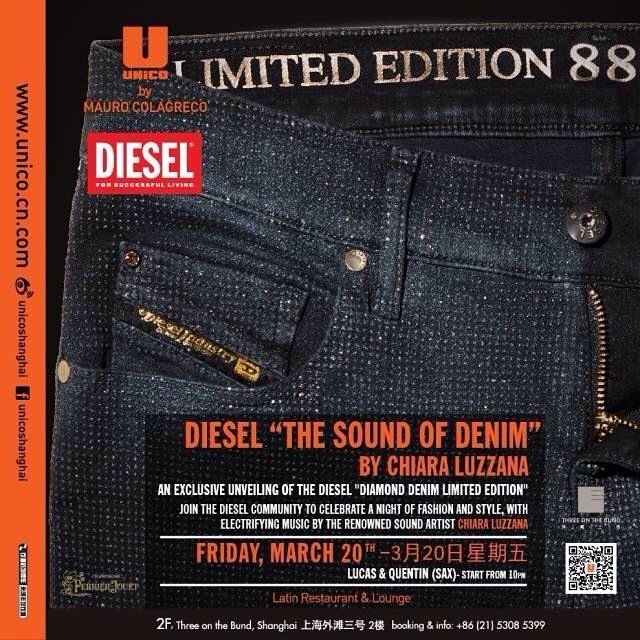 www.unico.cn.com
unicoshanghai
unicoshanghai
UNICO
by
MAURO COLAGRECO
DIESEL
FOR SUCCESSFUL LIVING
LIMITED EDITION 88
Diesel Industry
DIESEL "THE SOUND OF DENIM"
BY CHIARA LUZZANA
AN EXCLUSIVE UNVEILING OF THE DIESEL "DIAMOND DENIM LIMITED EDITION"
JOIN THE DIESEL COMMUNITY TO CELEBRATE A NIGHT OF FASHION AND STYLE, WITH
ELECTRIFYING MUSIC BY THE RENOWNED SOUND ARTIST CHIARA LUZZANA
FRIDAY, MARCH 20TH -3月20日星期五
LUCAS & QUENTIN (SAX)- START FROM 10PM
THREE ON THE BUND
CHAMPAGNE
PERRIER-JOUËT
Latin Restaurant & Lounge
2F, Three on the Bund, Shanghai 上海外滩三号 2楼 booking & info: +86 (21) 5308 5399